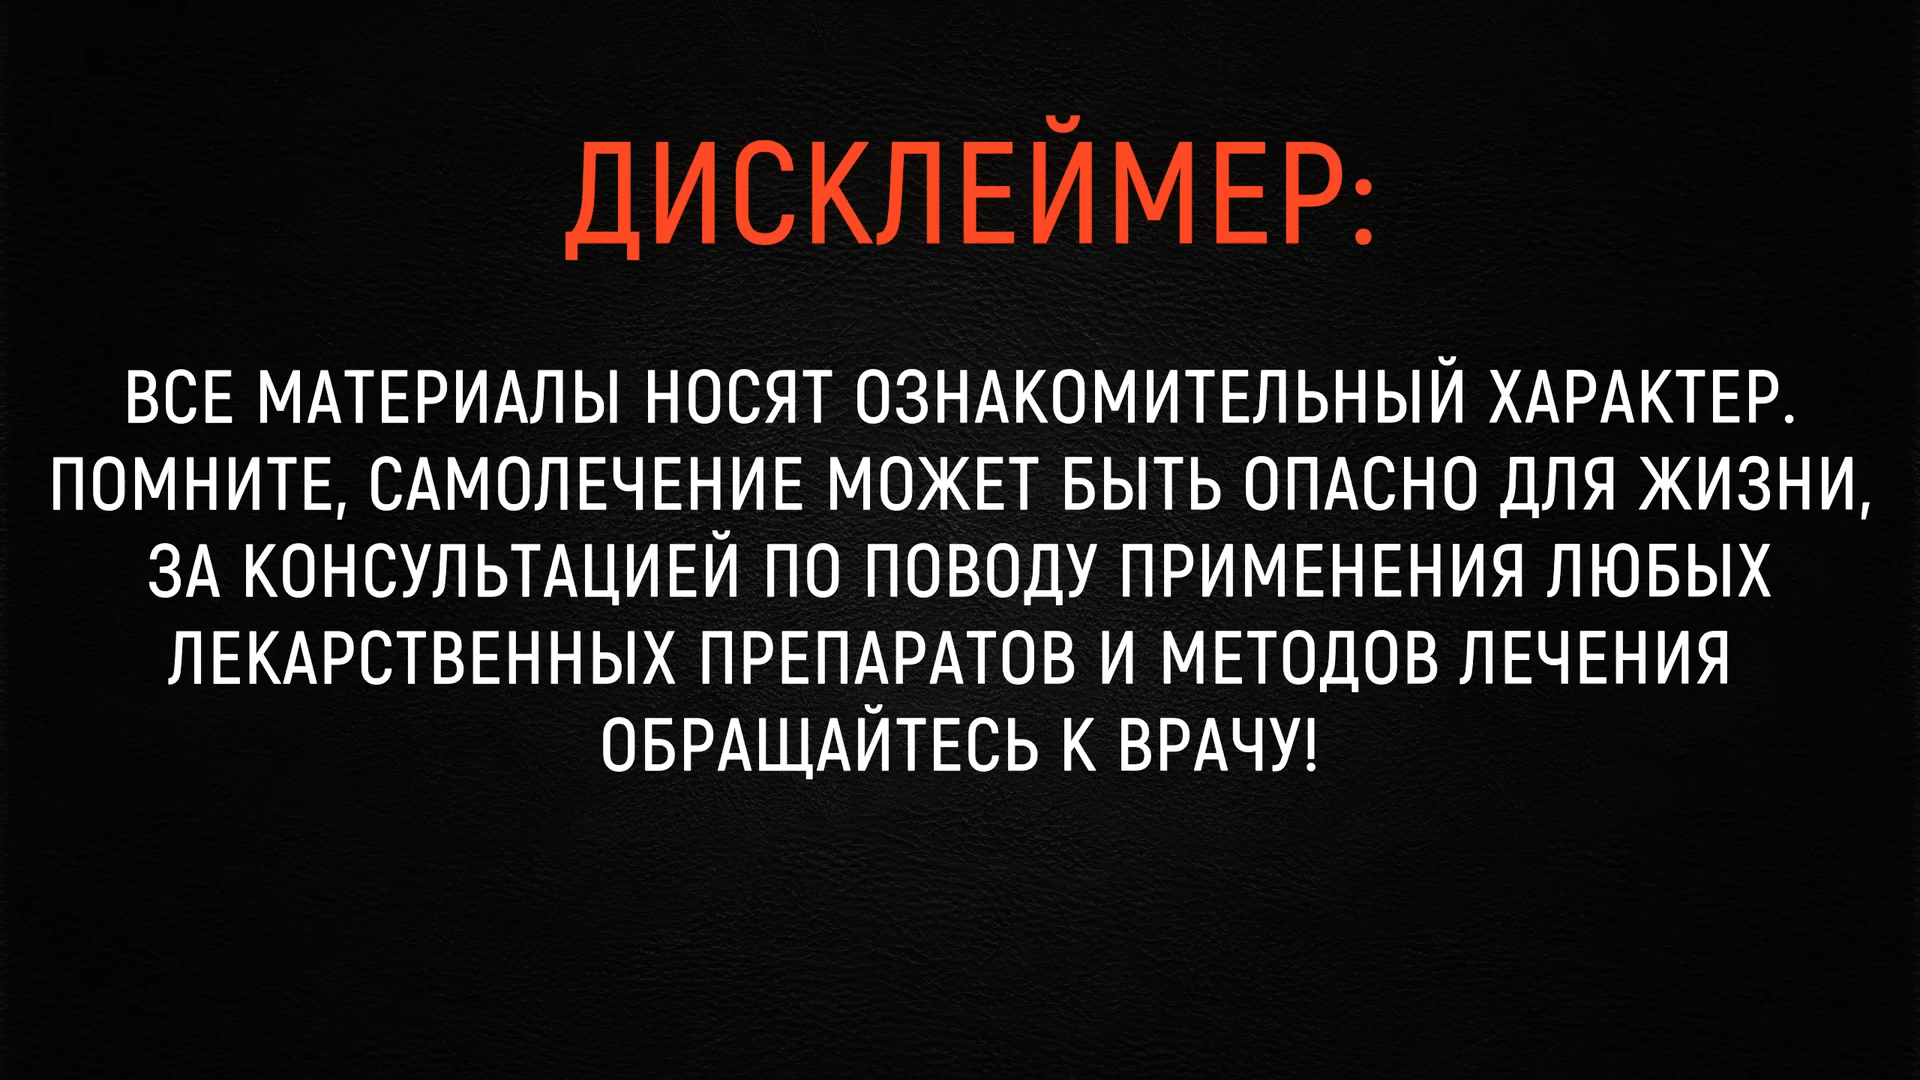 ДИСКЛЕЙМЕР:
ВСЕ МАТЕРИАЛЫ НОСЯТ ОЗНАКОМИТЕЛЬНЫЙ ХАРАКТЕР.
ПОМНИТЕ, САМОЛЕЧЕНИЕ МОЖЕТ БЫТЬ ОПАСНО ДЛЯ ЖИЗНИ,
ЗА КОНСУЛЬТАЦИЕЙ ПО ПОВОДУ ПРИМЕНЕНИЯ ЛЮБЫХ
ЛЕКАРСТВЕННЫХ ПРЕПАРАТОВ И МЕТОДОВ ЛЕЧЕНИЯ
ОБРАЩАЙТЕСЬ К ВРАЧУ!